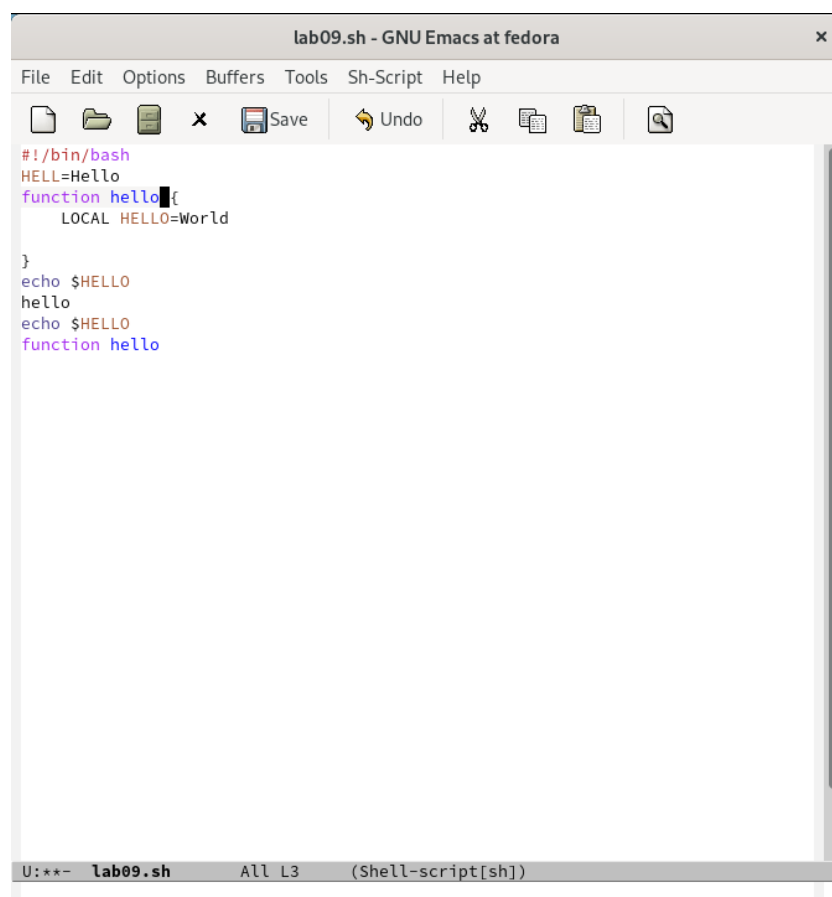 lab09.sh - GNU Emacs at fedora ×
File Edit Options Buffers Tools Sh-Script Help
Save Undo
#!/bin/bash
HELL=Hello
function hello {
    LOCAL HELLO=World

}
echo $HELLO
hello
echo $HELLO
function hello
U:**-  lab09.sh      All L3     (Shell-script[sh])